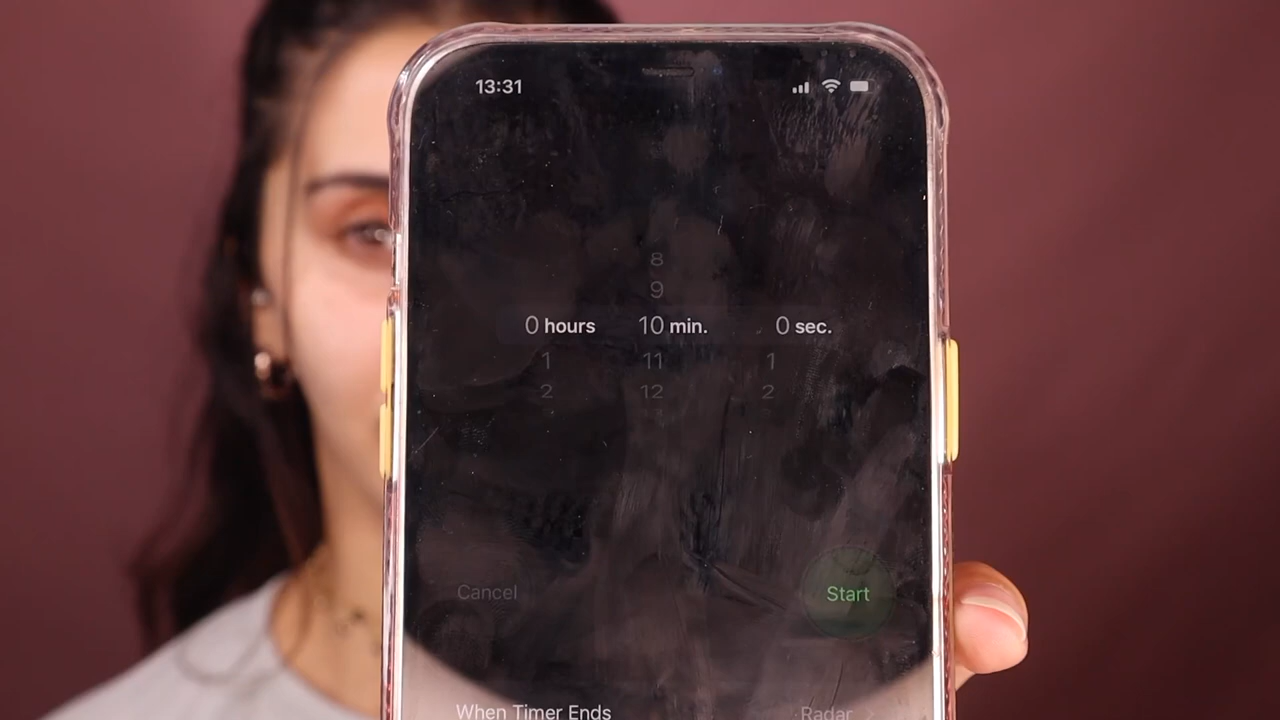 13:31
8
9
0 hours 10 min. 0 sec.
1 11 1
2 12 2
Cancel Start
When Timer Ends Radar >